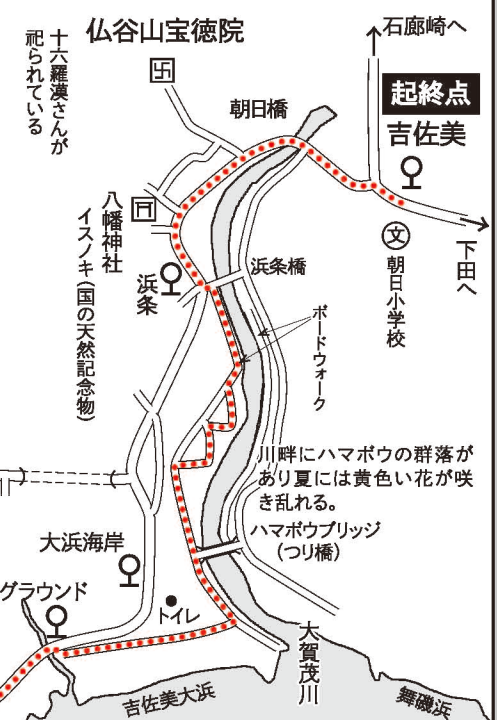 仏谷山宝徳院
石廊崎へ
十六羅漢さんが
祀られている
卍
朝日橋
起終点
吉佐美
八幡神社
イスノキ(国の天然記念物)
浜条
浜条橋
文
朝日小学校
下田へ
ボードウォーク
川畔にハマボウの群落が
あり夏には黄色い花が咲
き乱れる。
ハマボウブリッジ
(つり橋)
大浜海岸
グラウンド
トイレ
大賀茂川
吉佐美大浜
舞磯浜